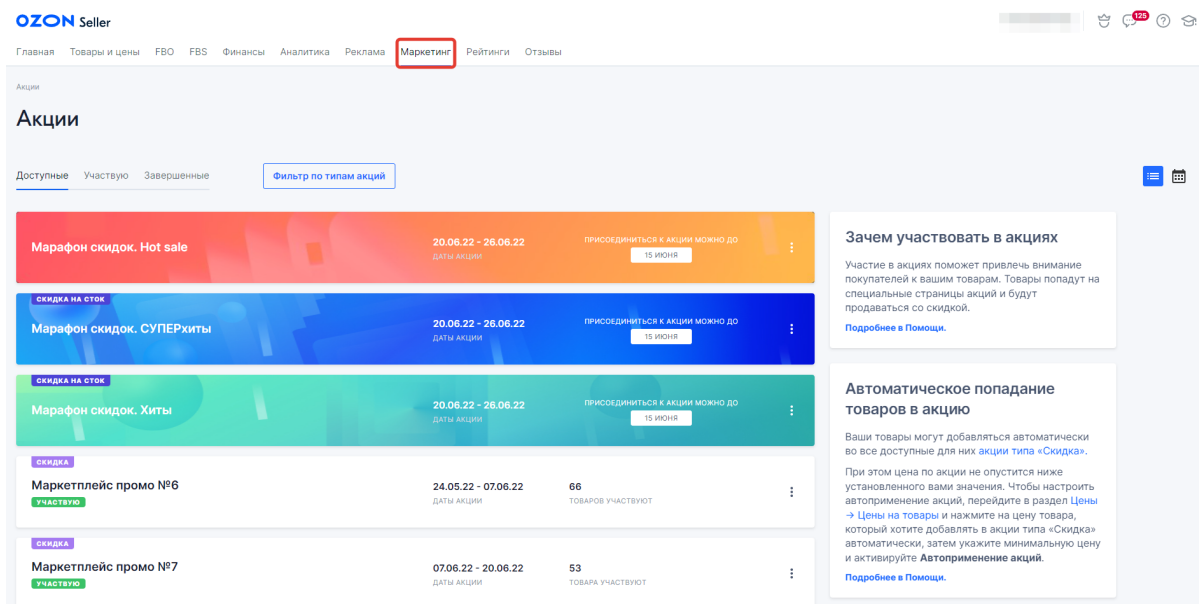 OZON Seller
125
Главная Товары и цены FBO FBS Финансы Аналитика Реклама Маркетинг Рейтинги Отзывы
Акции
Акции
Доступные Участвую Завершенные
Фильтр по типам акций
Марафон скидок. Hot sale
20.06.22 - 26.06.22
ДАТЫ АКЦИИ
ПРИСОЕДИНИТЬСЯ К АКЦИИ МОЖНО ДО
15 ИЮНЯ
СКИДКА НА СТОК
Марафон скидок. СУПЕРхиты
20.06.22 - 26.06.22
ДАТЫ АКЦИИ
ПРИСОЕДИНИТЬСЯ К АКЦИИ МОЖНО ДО
15 ИЮНЯ
СКИДКА НА СТОК
Марафон скидок. Хиты
20.06.22 - 26.06.22
ДАТЫ АКЦИИ
ПРИСОЕДИНИТЬСЯ К АКЦИИ МОЖНО ДО
15 ИЮНЯ
СКИДКА
Маркетплейс промо №6
УЧАСТВУЮ
24.05.22 - 07.06.22
ДАТЫ АКЦИИ
66
ТОВАРОВ УЧАСТВУЮТ
СКИДКА
Маркетплейс промо №7
УЧАСТВУЮ
07.06.22 - 20.06.22
ДАТЫ АКЦИИ
53
ТОВАРА УЧАСТВУЮТ
Зачем участвовать в акциях
Участие в акциях поможет привлечь внимание
покупателей к вашим товарам. Товары попадут на
специальные страницы акций и будут
продаваться со скидкой.
Подробнее в Помощи.
Автоматическое попадание
товаров в акцию
Ваши товары могут добавляться автоматически
во все доступные для них акции типа «Скидка».
При этом цена по акции не опустится ниже
установленного вами значения. Чтобы настроить
автоприменение акций, перейдите в раздел Цены
→ Цены на товары и нажмите на цену товара,
который хотите добавлять в акции типа «Скидка»
автоматически, затем укажите минимальную цену
и активируйте Автоприменение акций.
Подробнее в Помощи.